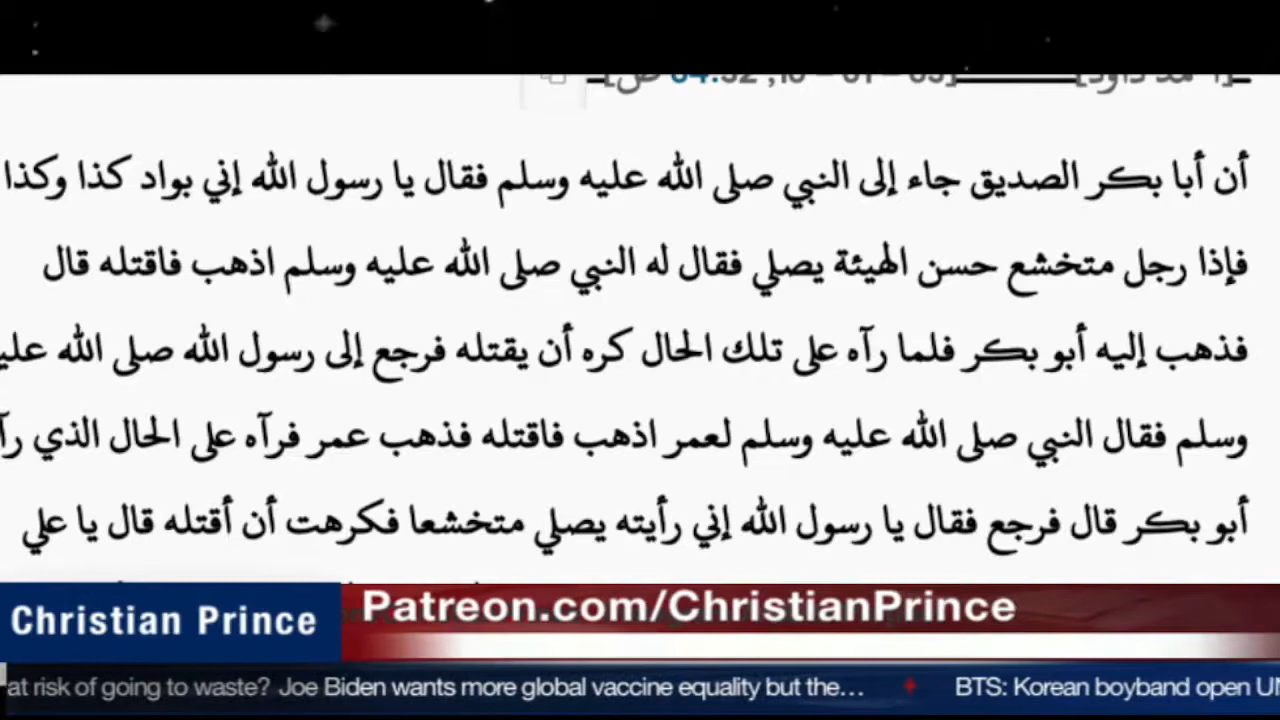 أن أبا بكر الصديق جاء إلى النبي صلى الله عليه وسلم فقال يا رسول الله إني بواد كذا وكذا
فإذا رجل متخشع حسن الهيئة يصلي فقال له النبي صلى الله عليه وسلم اذهب فاقتله قال
فذهب إليه أبو بكر فلما رآه على تلك الحال كره أن يقتله فرجع إلى رسول الله صلى الله
وسلم فقال النبي صلى الله عليه وسلم لعمر اذهب فاقتله فذهب عمر فرآه على الحال الذي
أبو بكر قال فرجع فقال يا رسول الله إني رأيته يصلي متخشعا فكرهت أن أقتله قال يا علي
Patreon.com/ChristianPrince
Christian Prince
at risk of going to waste? Joe Biden wants more global vaccine equality but the... BTS: Korean boyband open